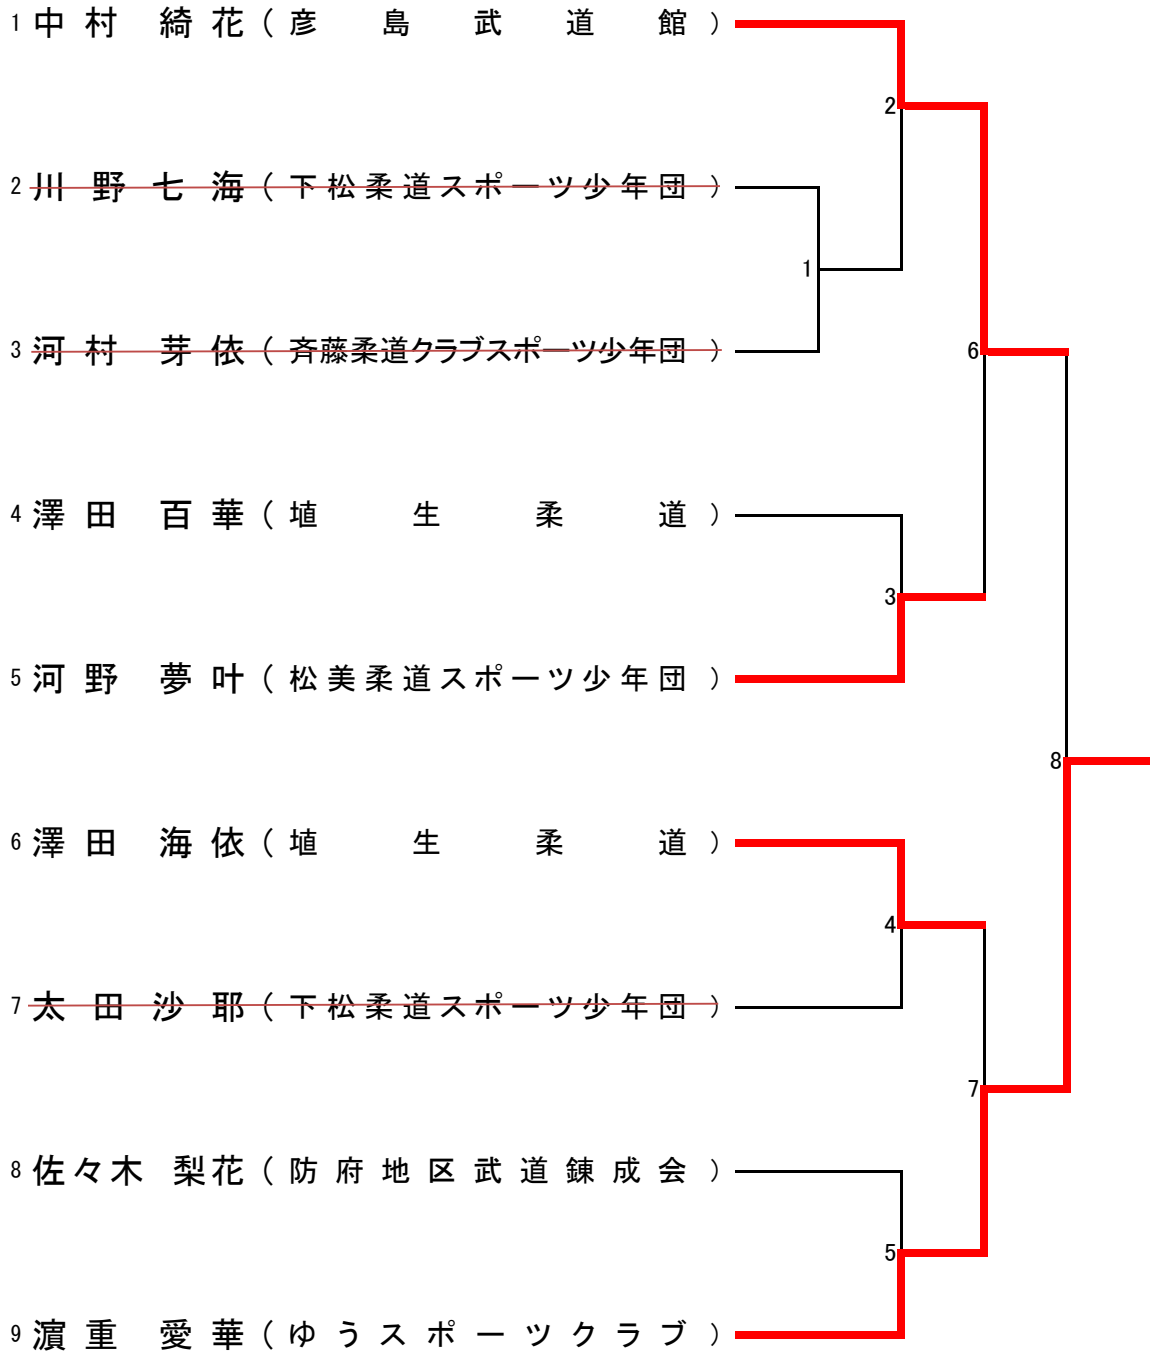 1 中村 綺花 (彦島武道館)
2
2 川野七海 (下松柔道スポーツ少年団)
1
3 河村 芽依 (斉藤柔道クラブスポーツ少年団)
6
4 澤田 百華 (埴生柔道)
3
5 河野 夢叶 (松美柔道スポーツ少年団)
8
6 澤田 海依 (埴生柔道)
4
7 太田沙耶 (下松柔道スポーツ少年団)
7
8 佐々木 梨花 (防府地区武道錬成会)
5
9 濵重 愛華 (ゆうスポーツクラブ)